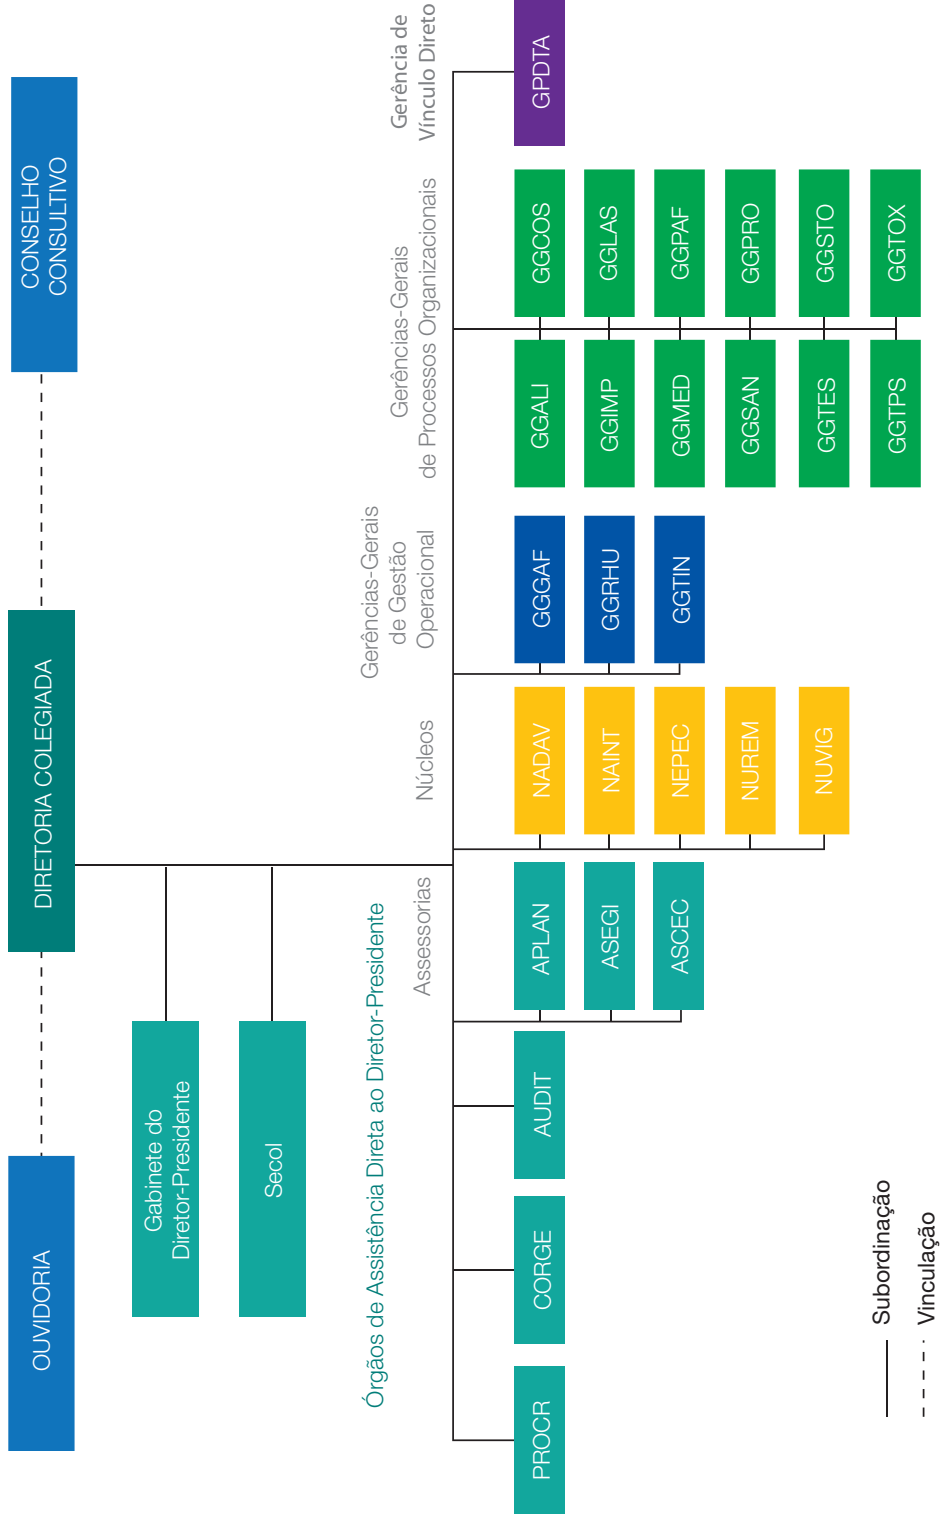 OUVIDORIA
DIRETORIA COLEGIADA
CONSELHO
CONSULTIVO
Gabinete do
Diretor-Presidente
Secol
Órgãos de Assistência Direta ao Diretor-Presidente
Assessorias
Núcleos
Gerências-Gerais
de Gestão
Operacional
Gerências-Gerais
de Processos Organizacionais
Gerência de
Vínculo Direto
PROCR
CORGE
AUDIT
APLAN
ASEGI
ASCEC
NADAV
NAINT
NEPEC
NUREM
NUVIG
GGGAF
GGRHU
GGTIN
GGALI
GGIMP
GGMED
GGSAN
GGTES
GGTPS
GGCOS
GGLAS
GGPAF
GGPRO
GGSTO
GGTOX
GPDTA
Subordinação
Vinculação